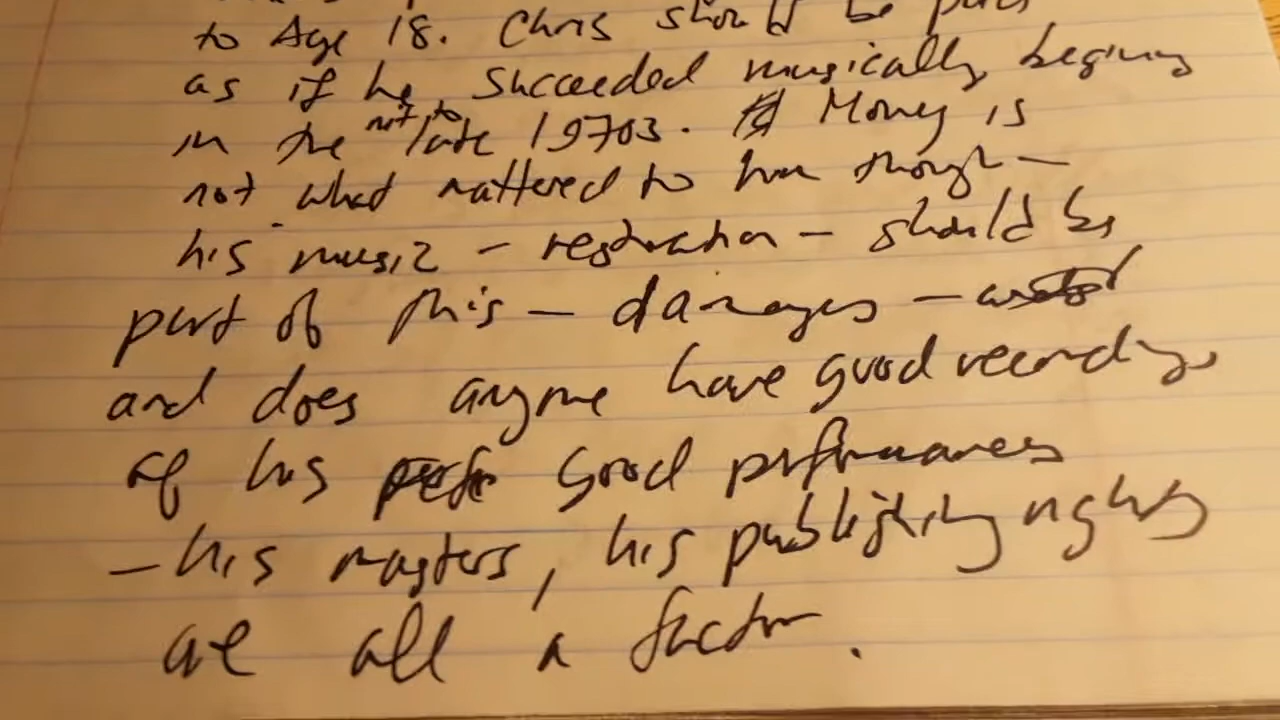 to Age 18. Chris should be paid
as if he succeeded musically begining
in the not to late 1970s. Money is
not what mattered to him though —
his music — restoration — should be
part of this — damages —
and does anyone have good recordings
of his good performances
— his masters, his publishing rights
are all a factor.